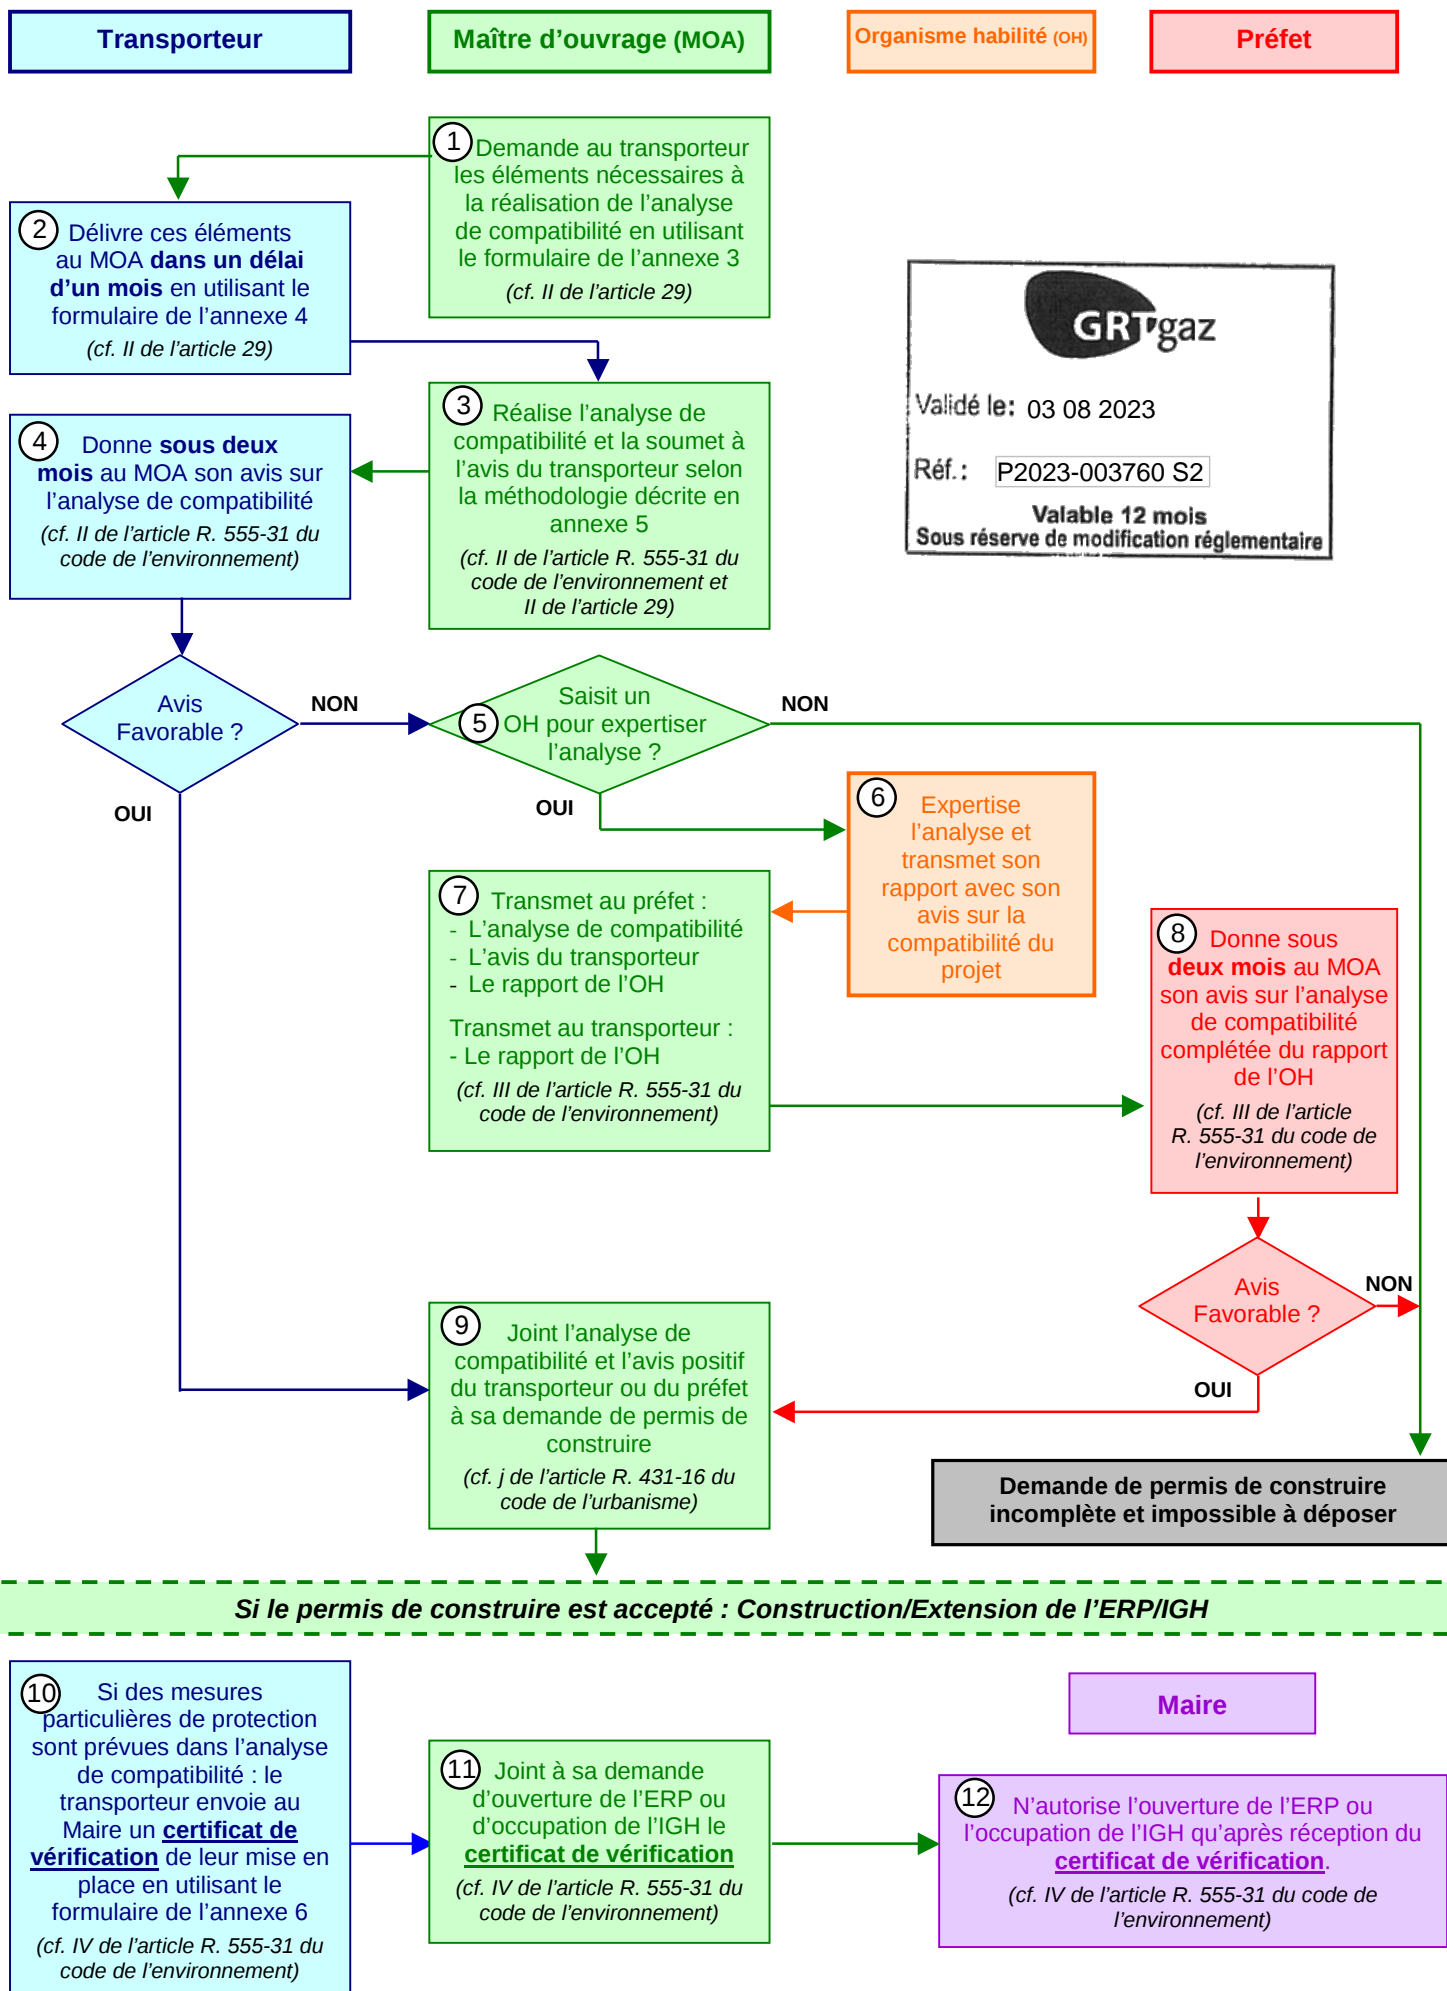 Transporteur
Maître d’ouvrage (MOA)
Organisme habilité (OH)
Préfet
1
Demande au transporteur
les éléments nécessaires à
la réalisation de l’analyse
de compatibilité en utilisant
le formulaire de l’annexe 3
(cf. II de l’article 29)
2
Délivre ces éléments
au MOA dans un délai
d’un mois en utilisant le
formulaire de l’annexe 4
(cf. II de l’article 29)
GRTgaz
Validé le: 03 08 2023
Réf.: P2023-003760 S2
Valable 12 mois
Sous réserve de modification réglementaire
3
Réalise l’analyse de
compatibilité et la soumet à
l’avis du transporteur selon
la méthodologie décrite en
annexe 5
(cf. II de l’article R. 555-31 du
code de l’environnement et
II de l’article 29)
4
Donne sous deux
mois au MOA son avis sur
l’analyse de compatibilité
(cf. II de l’article R. 555-31 du
code de l’environnement)
Avis
Favorable ?
NON
OUI
5
Saisit un
OH pour expertiser
l’analyse ?
NON
OUI
6
Expertise
l’analyse et
transmet son
rapport avec son
avis sur la
compatibilité du
projet
7
Transmet au préfet :
- L’analyse de compatibilité
- L’avis du transporteur
- Le rapport de l’OH
Transmet au transporteur :
- Le rapport de l’OH
(cf. III de l’article R. 555-31 du
code de l’environnement)
8
Donne sous
deux mois au MOA
son avis sur l’analyse
de compatibilité
complétée du rapport
de l’OH
(cf. III de l’article
R. 555-31 du code de
l’environnement)
Avis
Favorable ?
NON
OUI
9
Joint l’analyse de
compatibilité et l’avis positif
du transporteur ou du préfet
à sa demande de permis de
construire
(cf. j de l’article R. 431-16 du
code de l’urbanisme)
Demande de permis de construire
incomplète et impossible à déposer
Si le permis de construire est accepté : Construction/Extension de l’ERP/IGH
10
Si des mesures
particulières de protection
sont prévues dans l’analyse
de compatibilité : le
transporteur envoie au
Maire un certificat de
vérification de leur mise en
place en utilisant le
formulaire de l’annexe 6
(cf. IV de l’article R. 555-31 du
code de l’environnement)
11
Joint à sa demande
d’ouverture de l’ERP ou
d’occupation de l’IGH le
certificat de vérification
(cf. IV de l’article R. 555-31 du
code de l’environnement)
Maire
12
N’autorise l’ouverture de l’ERP ou
l’occupation de l’IGH qu’après réception du
certificat de vérification.
(cf. IV de l’article R. 555-31 du code de
l’environnement)